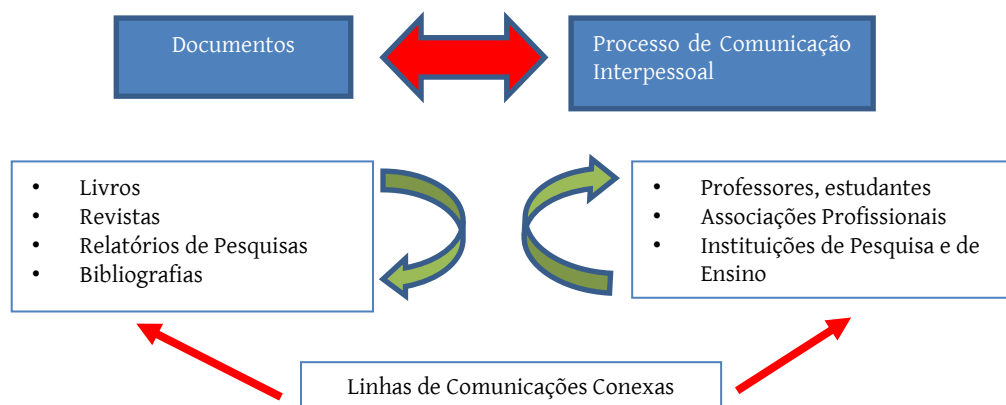 Documentos
Processo de Comunicação
Interpessoal
• Livros
• Revistas
• Relatórios de Pesquisas
• Bibliografias
• Professores, estudantes
• Associações Profissionais
• Instituições de Pesquisa e de
Ensino
Linhas de Comunicações Conexas